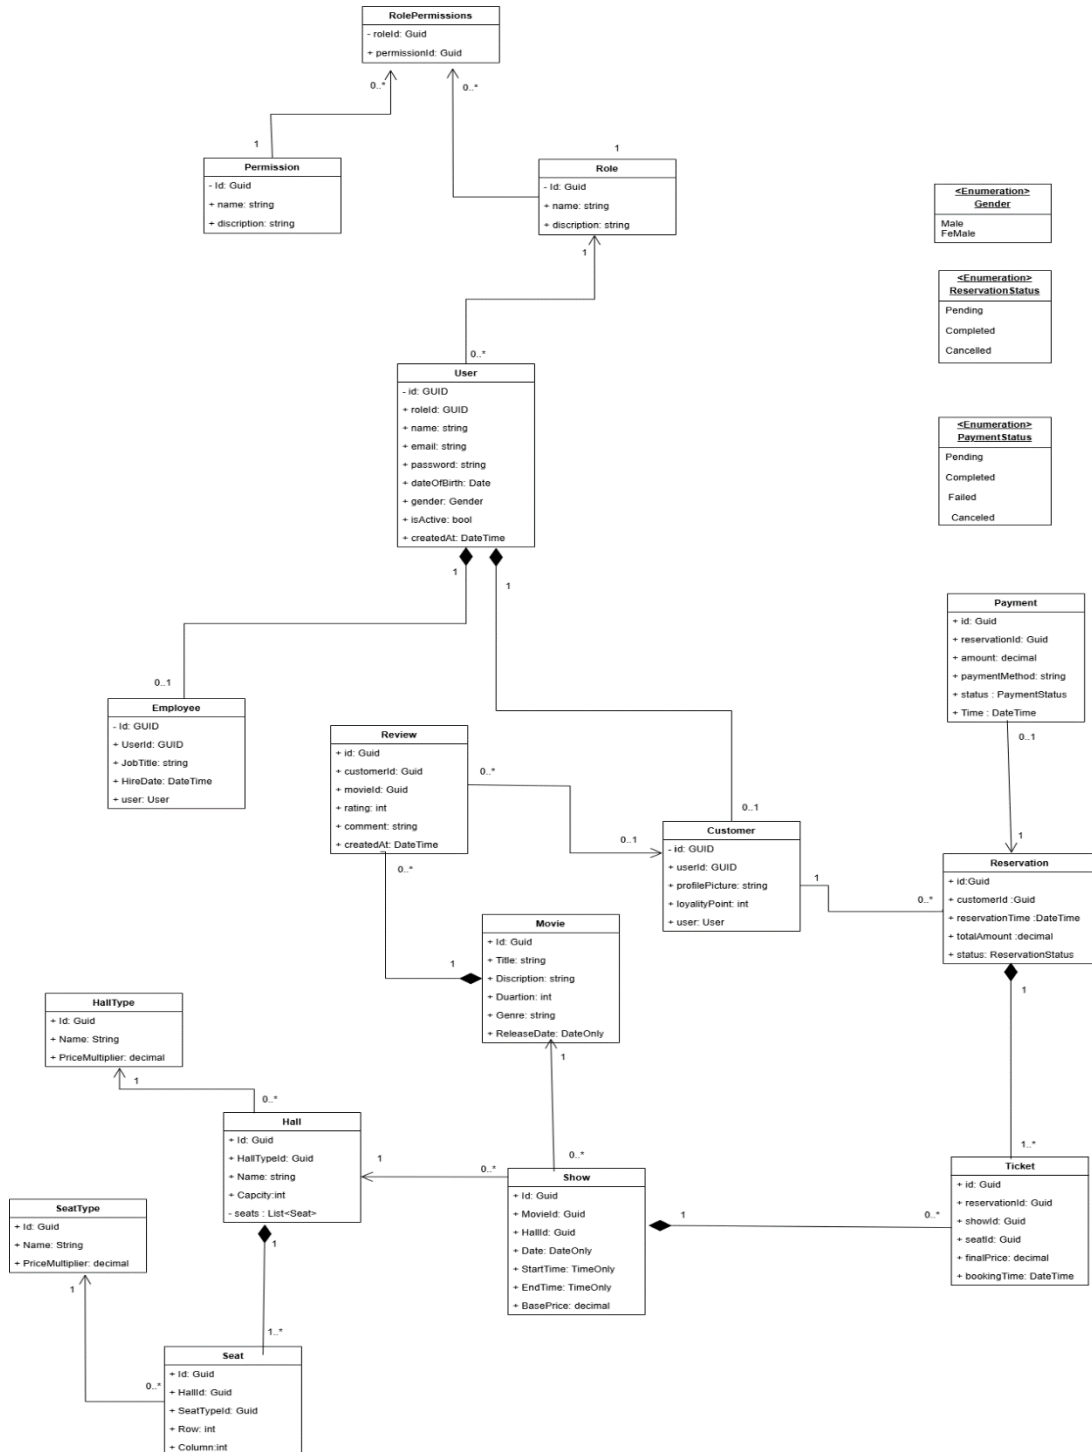 RolePermissions
- roleId: Guid
+ permissionId: Guid
0..*
0..*
1
1
Permission
- Id: Guid
+ name: string
+ discription: string
Role
- Id: Guid
+ name: string
+ discription: string
1
<Enumeration>
Gender
Male
FeMale
<Enumeration>
ReservationStatus
Pending
Completed
Cancelled
0..*
User
- id: GUID
+ roleId: GUID
+ name: string
+ email: string
+ password: string
+ dateOfBirth: Date
+ gender: Gender
+ isActive: bool
+ createdAt: DateTime
1
1
<Enumeration>
PaymentStatus
Pending
Completed
Failed
Canceled
Payment
+ id: Guid
+ reservationId: Guid
+ amount: decimal
+ paymentMethod: string
+ status : PaymentStatus
+ Time : DateTime
0..1
0..1
Employee
- Id: GUID
+ UserId: GUID
+ JobTitle: string
+ HireDate: DateTime
+ user: User
Review
+ id: Guid
+ customerId: Guid
+ movieId: Guid
+ rating: int
+ comment: string
+ createdAt: DateTime
0..*
0..*
0..1
0..1
Customer
- id: GUID
+ userId: GUID
+ profilePicture: string
+ loyalityPoint: int
+ user: User
1
0..*
1
Reservation
+ id:Guid
+ customerId :Guid
+ reservationTime :DateTime
+ totalAmount :decimal
+ status: ReservationStatus
1
Movie
+ Id: Guid
+ Title: string
+ Discription: string
+ Duartion: int
+ Genre: string
+ ReleaseDate: DateOnly
1
1
HallType
+ Id: Guid
+ Name: String
+ PriceMultiplier: decimal
1
0..*
Hall
+ Id: Guid
+ HallTypeId: Guid
+ Name: string
+ Capcity:int
- seats : List<Seat>
1
1
0..*
0..*
Show
+ Id: Guid
+ MovieId: Guid
+ HallId: Guid
+ Date: DateOnly
+ StartTime: TimeOnly
+ EndTime: TimeOnly
+ BasePrice: decimal
1
0..*
1..*
Ticket
+ id: Guid
+ reservationId: Guid
+ showId: Guid
+ seatId: Guid
+ finalPrice: decimal
+ bookingTime: DateTime
SeatType
+ Id: Guid
+ Name: String
+ PriceMultiplier: decimal
1
1..*
0..*
Seat
+ Id: Guid
+ HallId: Guid
+ SeatTypeId: Guid
+ Row: int
+ Column:int